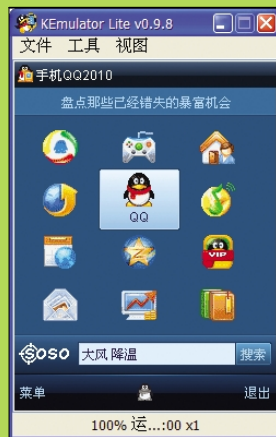 KEmulator Lite v0.9.8
文件 工具 视图
手机QQ2010
盘点那些已经错失的暴富机会
QQ
VIP
SOSO 大风 降温 搜索
菜单 退出
100% 运...:00 x1